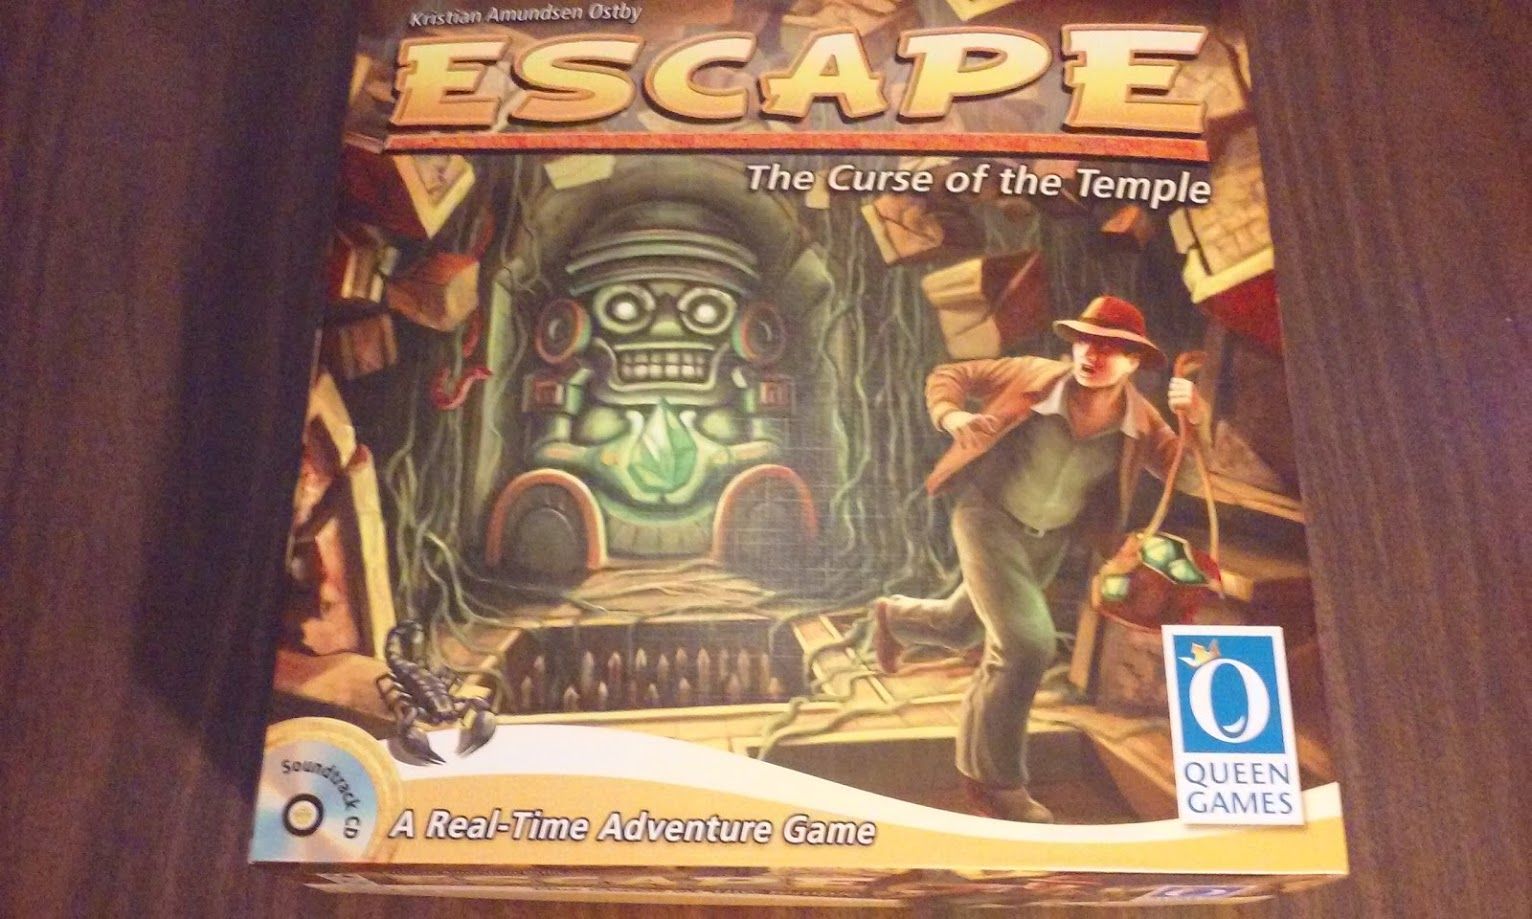 Kristian Amundsen Østby
ESCAPE
The Curse of the Temple
Soundtrack CD
A Real-Time Adventure Game
QUEEN
GAMES